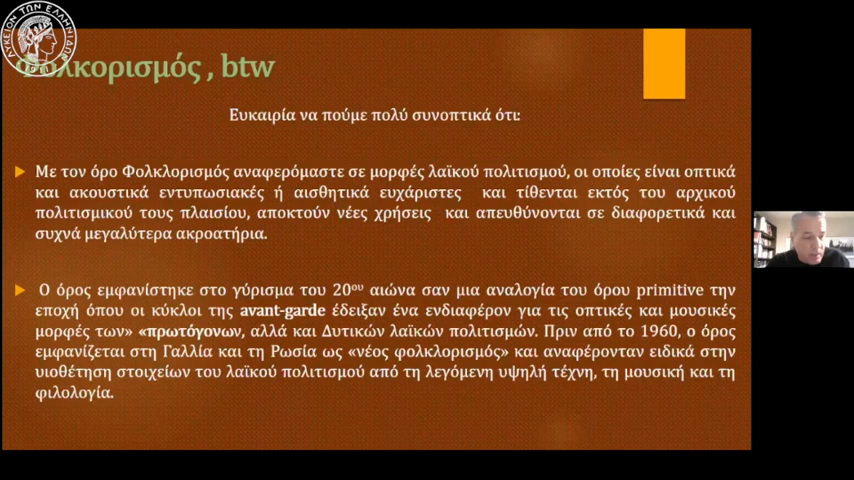 ΛΥΚΕΙΟΝ ΤΩΝ ΕΛΛΗΝΙΔΩΝ
1911
λκορισμός , btw
Ευκαιρία να πούμε πολύ συνοπτικά ότι:
Με τον όρο Φολκλορισμός αναφερόμαστε σε μορφές λαϊκού πολιτισμού, οι οποίες είναι οπτικά
και ακουστικά εντυπωσιακές ή αισθητικά ευχάριστες και τίθενται εκτός του αρχικού
πολιτισμικού τους πλαισίου, αποκτούν νέες χρήσεις και απευθύνονται σε διαφορετικά και
συχνά μεγαλύτερα ακροατήρια.
Ο όρος εμφανίστηκε στο γύρισμα του 20ου αιώνα σαν μια αναλογία του όρου primitive την
εποχή όπου οι κύκλοι της avant-garde έδειξαν ένα ενδιαφέρον για τις οπτικές και μουσικές
μορφές των» «πρωτόγονων, αλλά και Δυτικών λαϊκών πολιτισμών. Πριν από το 1960, ο όρος
εμφανίζεται στη Γαλλία και τη Ρωσία ως «νέος φολκλορισμός» και αναφέρονταν ειδικά στην
υιοθέτηση στοιχείων του λαϊκού πολιτισμού από τη λεγόμενη υψηλή τέχνη, τη μουσική και τη
φιλολογία.